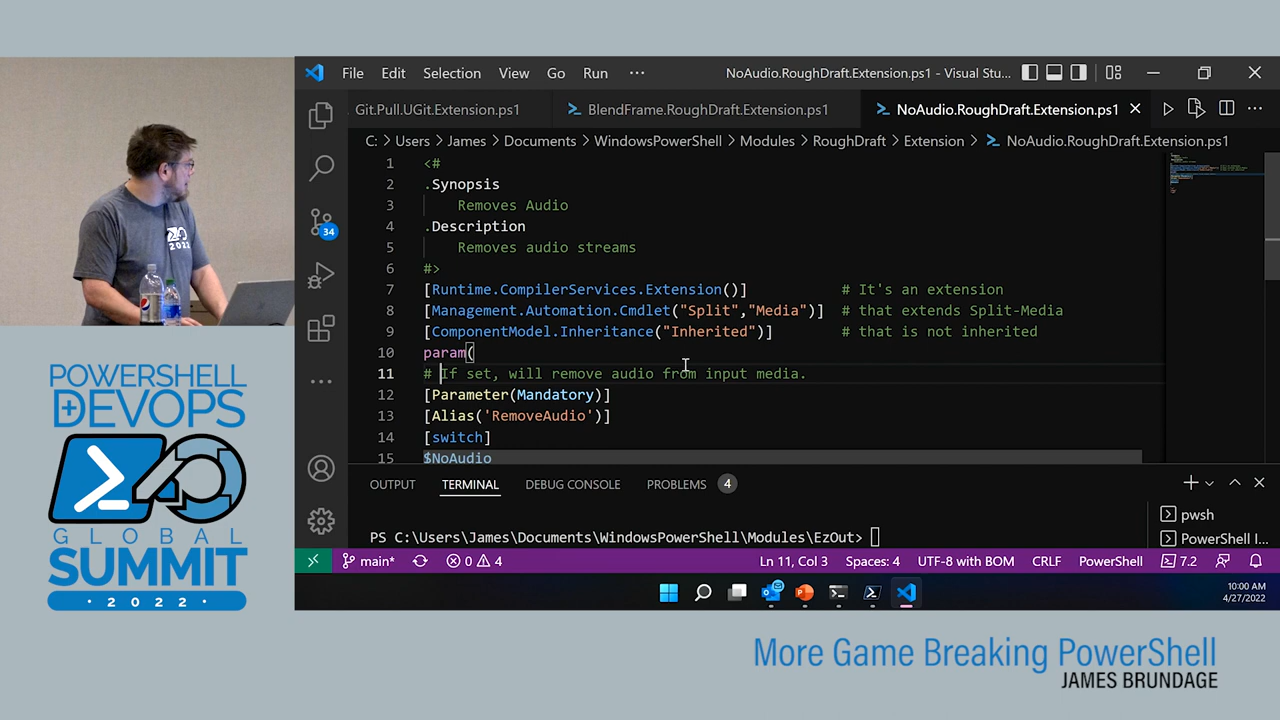 File Edit Selection View Go Run ··· NoAudio.RoughDraft.Extension.ps1 - Visual Stu...
Git.Pull.UGit.Extension.ps1 BlendFrame.RoughDraft.Extension.ps1 NoAudio.RoughDraft.Extension.ps1
C: > Users > James > Documents > WindowsPowerShell > Modules > RoughDraft > Extension > NoAudio.RoughDraft.Extension.ps1
1 <#
2 .Synopsis
3 Removes Audio
4 .Description
5 Removes audio streams
6 #>
7 [Runtime.CompilerServices.Extension()] # It's an extension
8 [Management.Automation.Cmdlet("Split","Media")] # that extends Split-Media
9 [ComponentModel.Inheritance("Inherited")] # that is not inherited
10 param(
11 # If set, will remove audio from input media.
12 [Parameter(Mandatory)]
13 [Alias('RemoveAudio')]
14 [switch]
15 $NoAudio
34
OUTPUT TERMINAL DEBUG CONSOLE PROBLEMS 4
pwsh
PS C:\Users\James\Documents\WindowsPowerShell\Modules\EzOut>
PowerShell I...
main* 0 4 Ln 11, Col 3 Spaces: 4 UTF-8 with BOM CRLF PowerShell 7.2
10:00 AM
4/27/2022
2022
pepsi
POWERSHELL
+DEVOPS
GLOBAL
SUMMIT
· 2022 ·
More Game Breaking PowerShell
JAMES BRUNDAGE